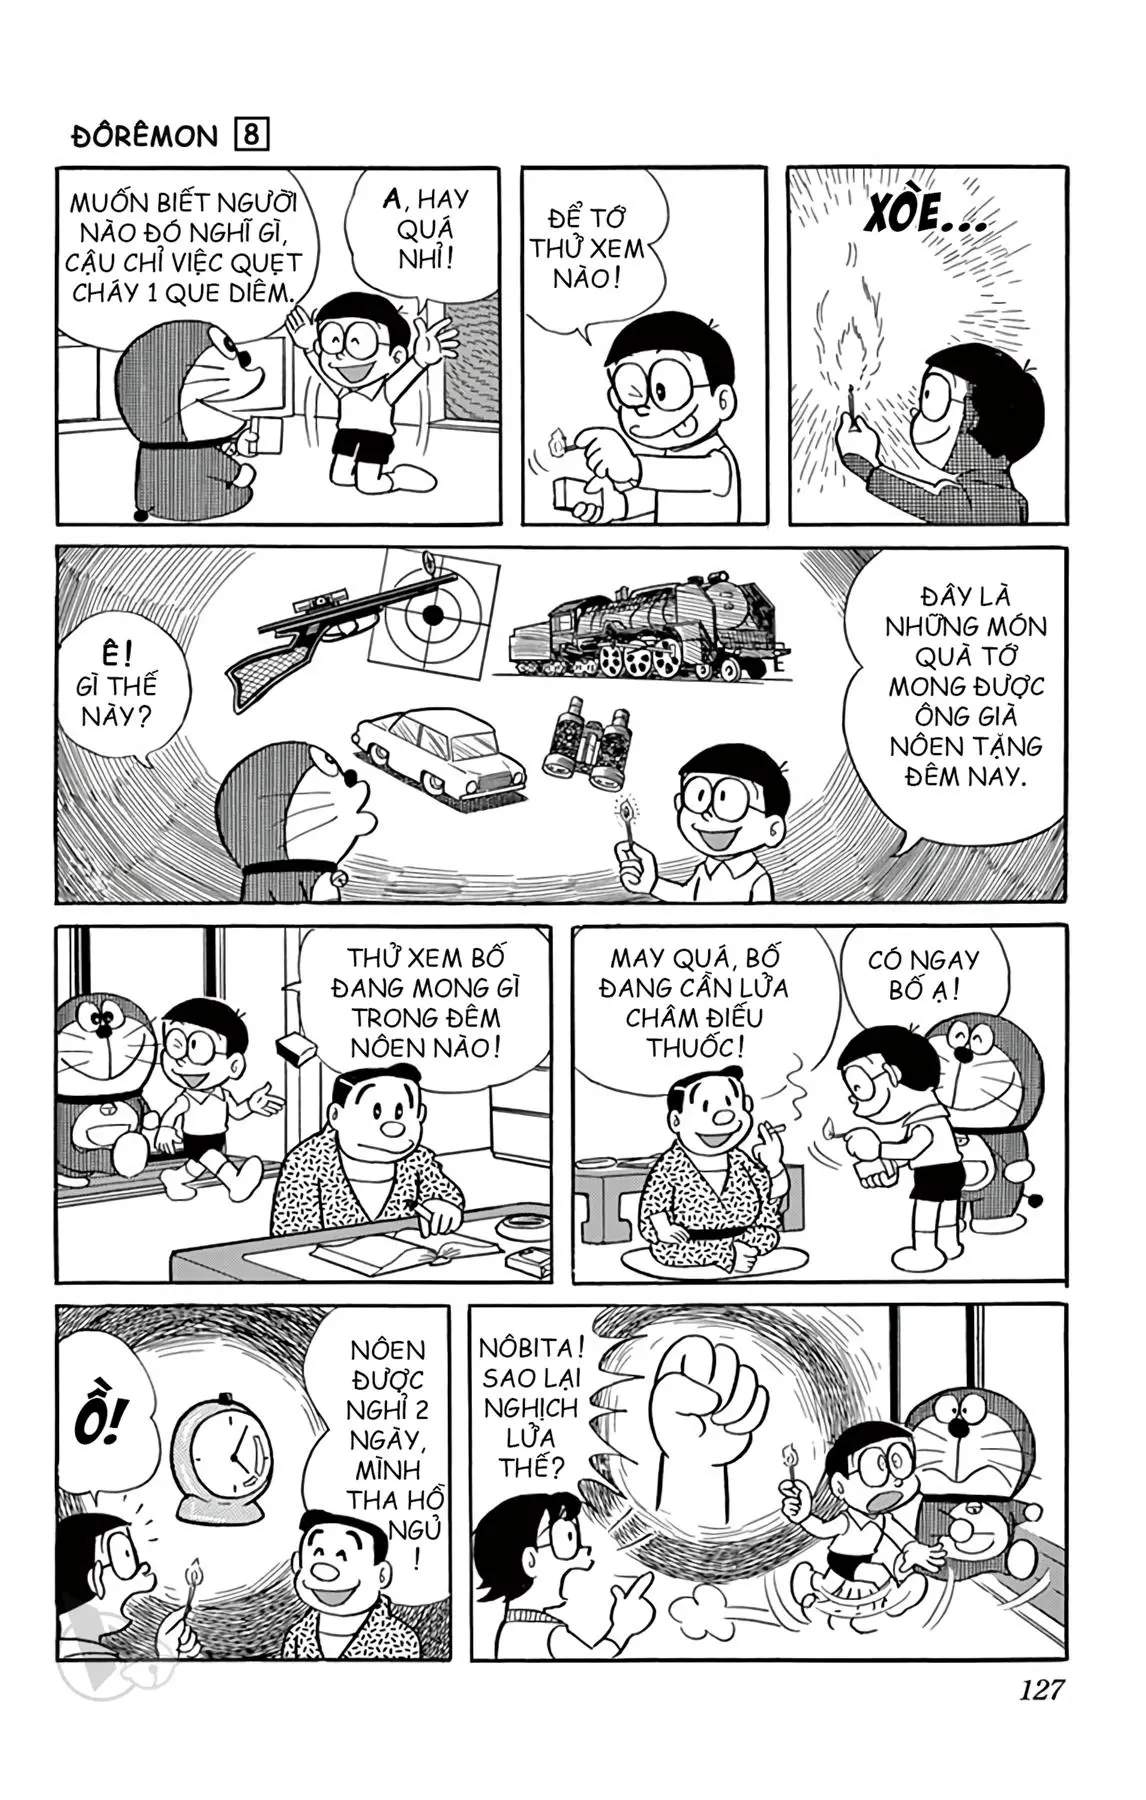 ĐÔRÊMON 8
MUỐN BIẾT NGƯỜI
NÀO ĐÓ NGHĨ GÌ,
CẬU CHỈ VIỆC QUẸT
CHÁY 1 QUE DIÊM.
A, HAY
QUÁ
NHỈ!
ĐỂ TỚ
THỬ XEM
NÀO!
XÒE...
Ê!
GÌ THẾ
NÀY?
ĐÂY LÀ
NHỮNG MÓN
QUÀ TỚ
MONG ĐƯỢC
ÔNG GIÀ
NÔEN TẶNG
ĐÊM NAY.
THỬ XEM BỐ
ĐANG MONG GÌ
TRONG ĐÊM
NÔEN NÀO!
MAY QUÁ, BỐ
ĐANG CẦN LỬA
CHÂM ĐIẾU
THUỐC!
CÓ NGAY
BỐ Ạ!
Ồ!
NÔEN
ĐƯỢC
NGHỈ 2
NGÀY,
MÌNH
THA HỒ
NGỦ
!
NÔBITA!
SAO LẠI
NGHỊCH
LỬA
THẾ?
127